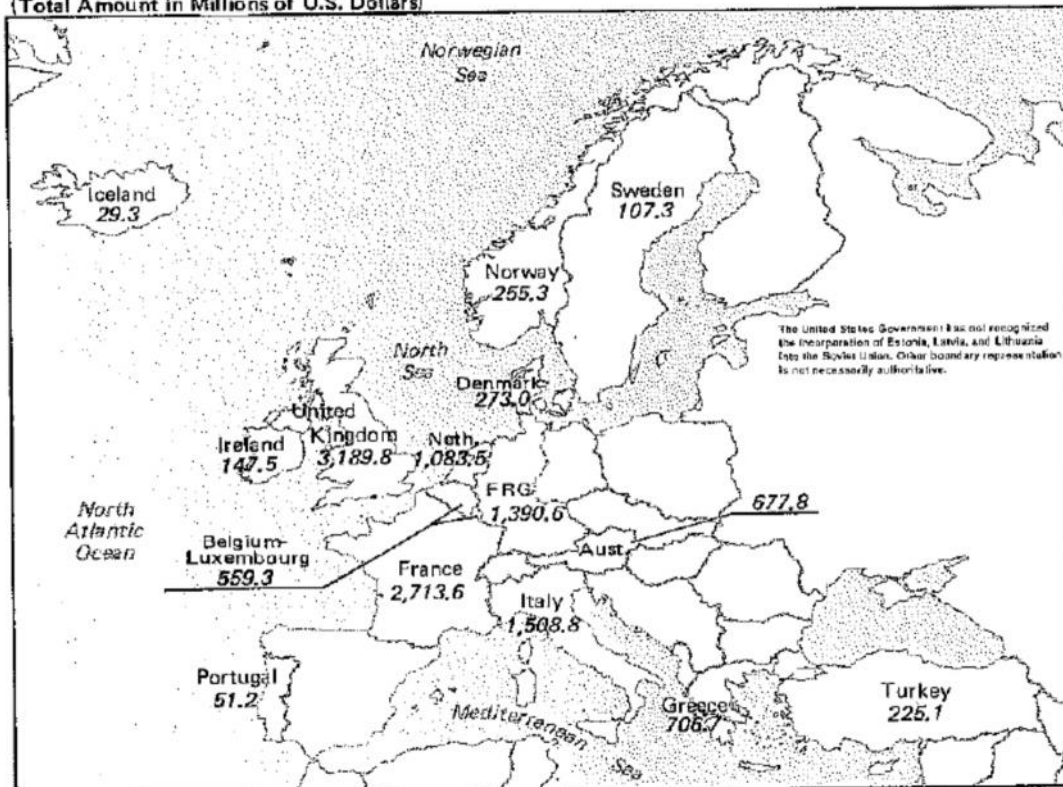 (Total Amount in Millions of U.S. Dollars)
Norwegian
Sea
Iceland
29.3
Sweden
107.3
Norway
255.3
The United States Government has not recognized
the incorporation of Estonia, Latvia, and Lithuania
into the Soviet Union. Other boundary representation
is not necessarily authoritative.
North
Sea
Denmark
273.0
United
Kingdom
3,189.8
Ireland
147.5
Neth.
1,083.5
FRG
1,390.6
677.8
North
Atlantic
Ocean
Belgium-
Luxembourg
559.3
Aust.
France
2,713.6
Italy
1,508.8
Portugal
51.2
Mediterranean
Sea
Greece
706.7
Turkey
225.1